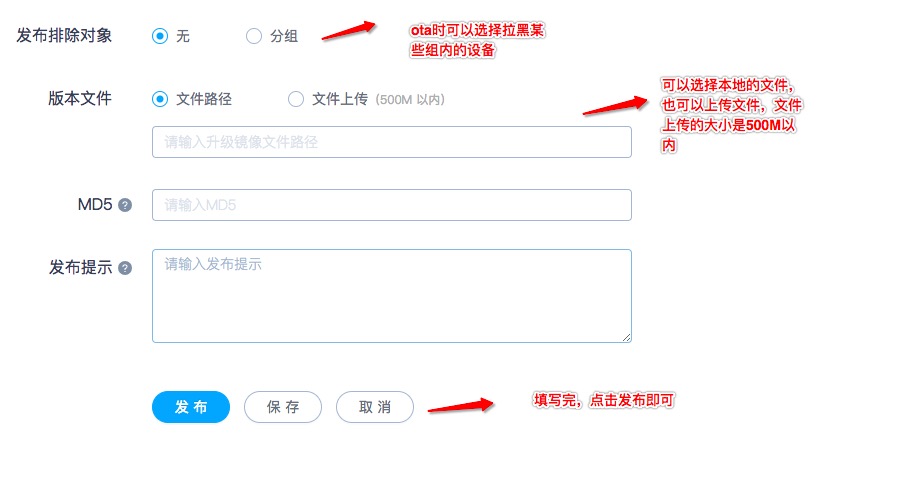 发布排除对象 无 分组
ota时可以选择拉黑某
些组内的设备
版本文件 文件路径 文件上传 (500M 以内)
可以选择本地的文件，
也可以上传文件，文件
上传的大小是500M以
内
请输入升级镜像文件路径
MD5 ? 请输入MD5
发布提示 ? 请输入发布提示
发布 保存 取消
填写完，点击发布即可